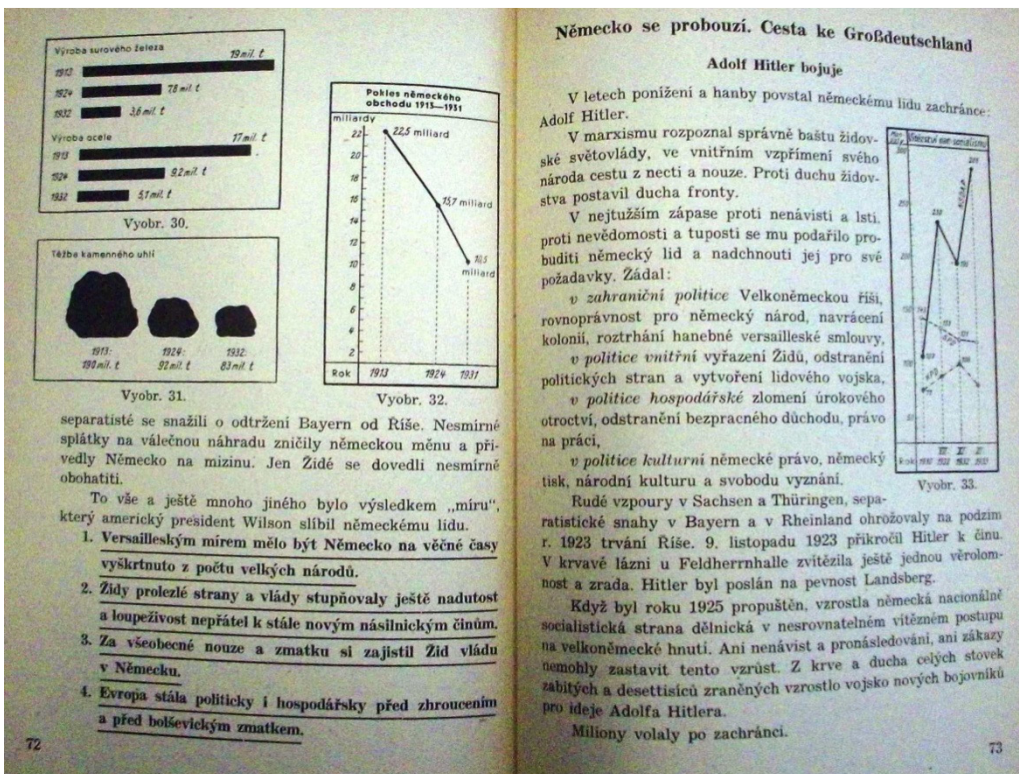 Výroba surového železa
1913 19 mil. t
1924 7,8 mil. t
1932 3,6 mil. t
Výroba ocele
1913 17 mil. t
1924 9,2 mil. t
1932 5,7 mil. t
Vyobr. 30.
Těžba kamenného uhlí
1913: 1924: 1932:
190 mil. t 92 mil. t 83 mil. t
Vyobr. 31.
Pokles německého
obchodu 1913—1931
miliardy
22
20
18
16
14
12
10
8
6
4
2
22,5 miliard
15,7 miliard
10,5
miliard
Rok 1913 1924 1931
Vyobr. 32.
separatisté se snažili o odtržení Bayern od Říše. Nesmírné
splátky na válečnou náhradu zničily německou měnu a při-
vedly Německo na mizinu. Jen Židé se dovedli nesmírně
obohatiti.
To vše a ještě mnoho jiného bylo výsledkem „míru",
který americký president Wilson slíbil německému lidu.
1. Versailleským mírem mělo být Německo na věčné časy
vyškrtnuto z počtu velkých národů.
2. Židy prolezlé strany a vlády stupňovaly ještě nadutost
a loupeživost nepřátel k stále novým násilnickým činům.
3. Za všeobecné nouze a zmatku si zajistil Žid vládu
v Německu.
4. Evropa stála politicky i hospodářsky před zhroucením
a před bolševickým zmatkem.
72
Německo se probouzí. Cesta ke Großdeutschland
Adolf Hitler bojuje
V letech ponížení a hanby povstal německému lidu zachránce:
Adolf Hitler.
V marxismu rozpoznal správně baštu židov-
ské světovlády, ve vnitřním vzpřímení svého
národa cestu z necti a nouze. Proti duchu židov-
stva postavil ducha fronty.
V nejtužším zápase proti nenávisti a lsti,
proti nevědomosti a tuposti se mu podařilo pro-
buditi německý lid a nadchnouti jej pro své
požadavky. Žádal:
v zahraniční politice Velkoněmeckou říši,
rovnoprávnost pro německý národ, navrácení
kolonií, roztrhání hanebné versailleské smlouvy,
v politice vnitřní vyřazení Židů, odstranění
politických stran a vytvoření lidového vojska,
v politice hospodářské zlomení úrokového
otroctví, odstranění bezpracného důchodu, právo
na práci,
v politice kulturní německé právo, německý
tisk, národní kulturu a svobodu vyznání.
Vyobr. 33.
Rudé vzpoury v Sachsen a Thüringen, sepa-
ratistické snahy v Bayern a v Rheinland ohrožovaly na podzim
r. 1923 trvání Říše. 9. listopadu 1923 přikročil Hitler k činu.
V krvavé lázni u Feldherrnhalle zvítězila ještě jednou věrolom-
nost a zrada. Hitler byl poslán na pevnost Landsberg.
Když byl roku 1925 propuštěn, vzrostla německá nacionálně
socialistická strana dělnická v nesrovnatelném vítězném postupu
na velkoněmecké hnutí. Ani nenávist a pronásledování, ani zákazy
nemohly zastavit tento vzrůst. Z krve a ducha celých stovek
zabitých a desettisíců zraněných vzrostlo vojsko nových bojovníků
pro ideje Adolfa Hitlera.
Miliony volaly po zachránci.
73